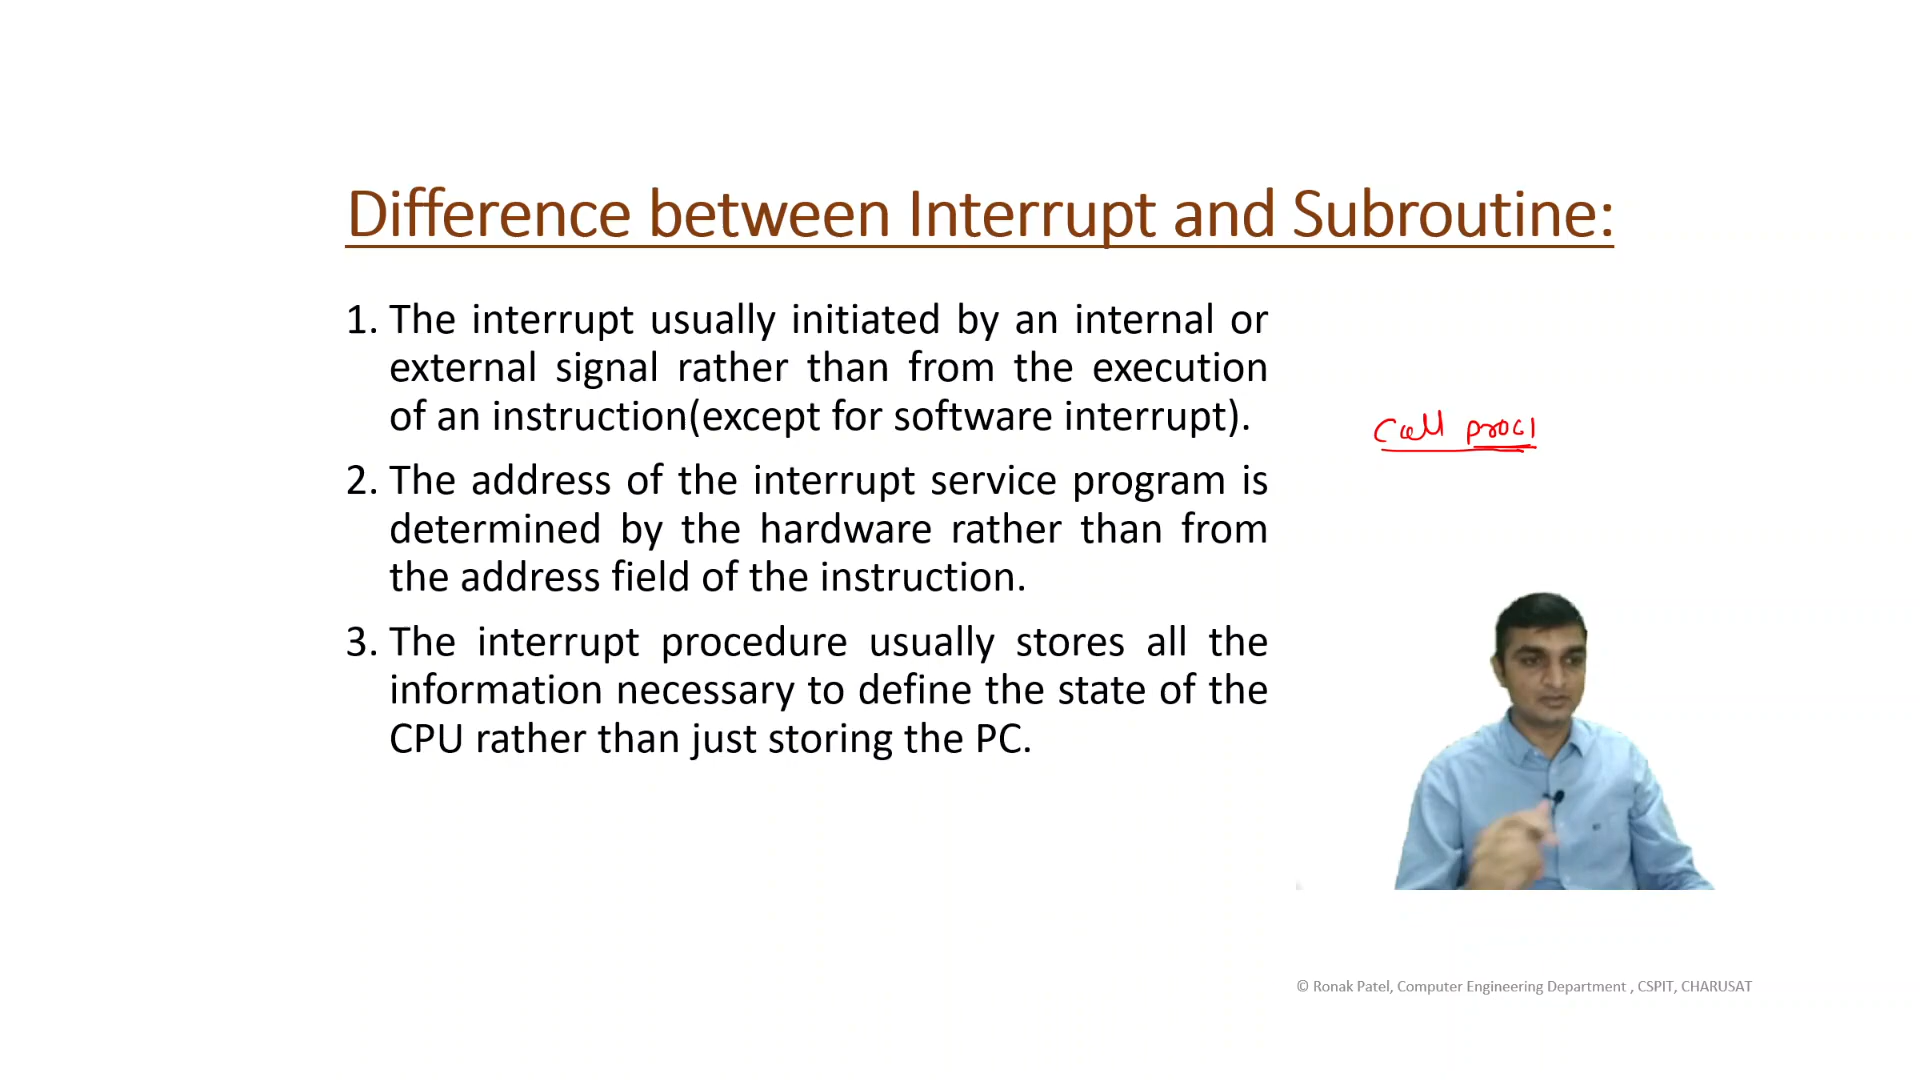 Difference between Interrupt and Subroutine:
1. The interrupt usually initiated by an internal or
external signal rather than from the execution
of an instruction(except for software interrupt).
call proc1
2. The address of the interrupt service program is
determined by the hardware rather than from
the address field of the instruction.
3. The interrupt procedure usually stores all the
information necessary to define the state of the
CPU rather than just storing the PC.
© Ronak Patel, Computer Engineering Department , CSPIT, CHARUSAT